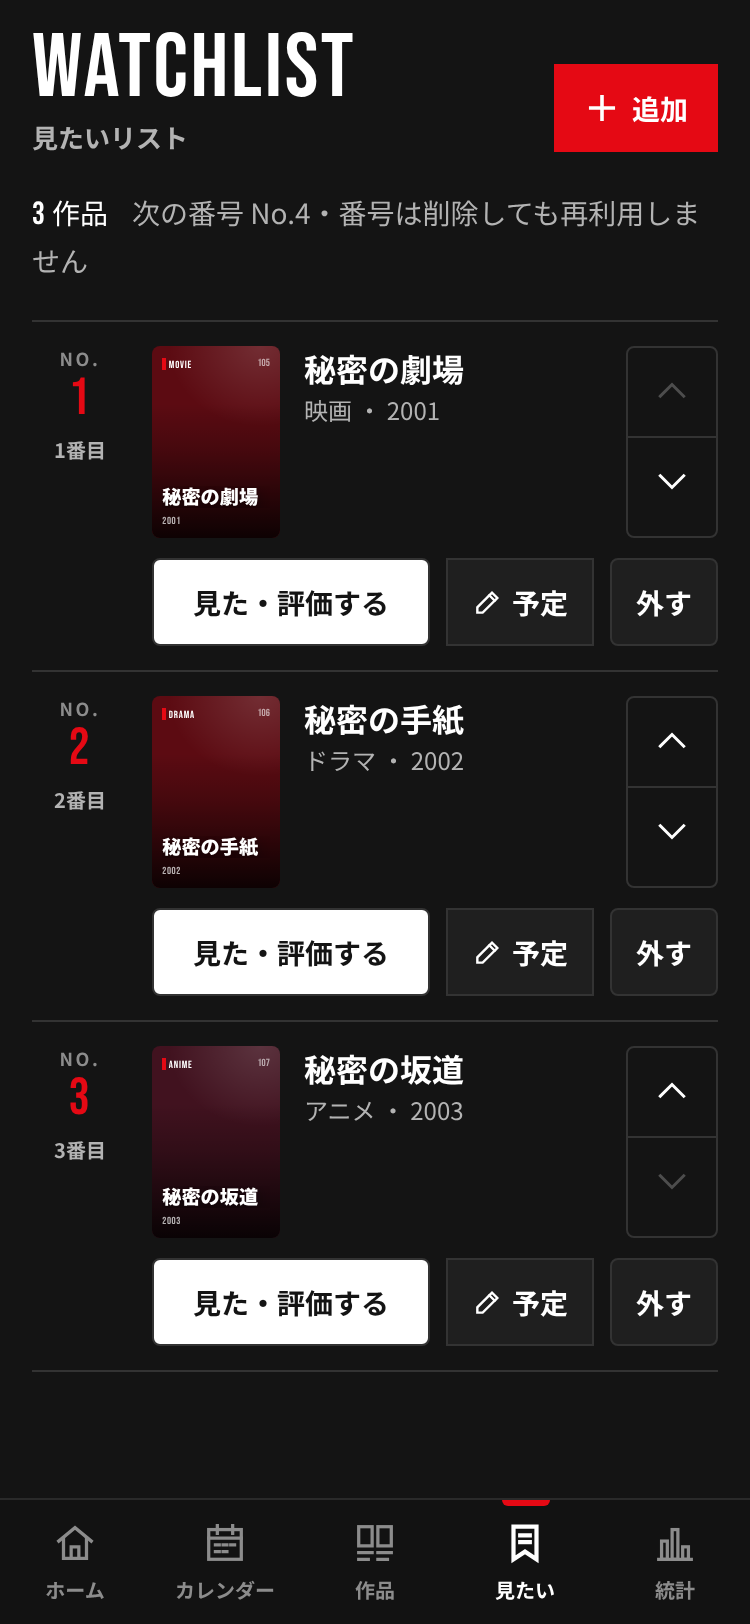 WATCHLIST
見たいリスト
追加
3 作品 次の番号 No.4・番号は削除しても再利用しま
せん
NO.
1
1番目
MOVIE 105
秘密の劇場
2001
秘密の劇場
映画 ・ 2001
見た・評価する
予定
外す
NO.
2
2番目
DRAMA 106
秘密の手紙
2002
秘密の手紙
ドラマ ・ 2002
見た・評価する
予定
外す
NO.
3
3番目
ANIME 107
秘密の坂道
2003
秘密の坂道
アニメ ・ 2003
見た・評価する
予定
外す
ホーム
カレンダー
作品
見たい
統計